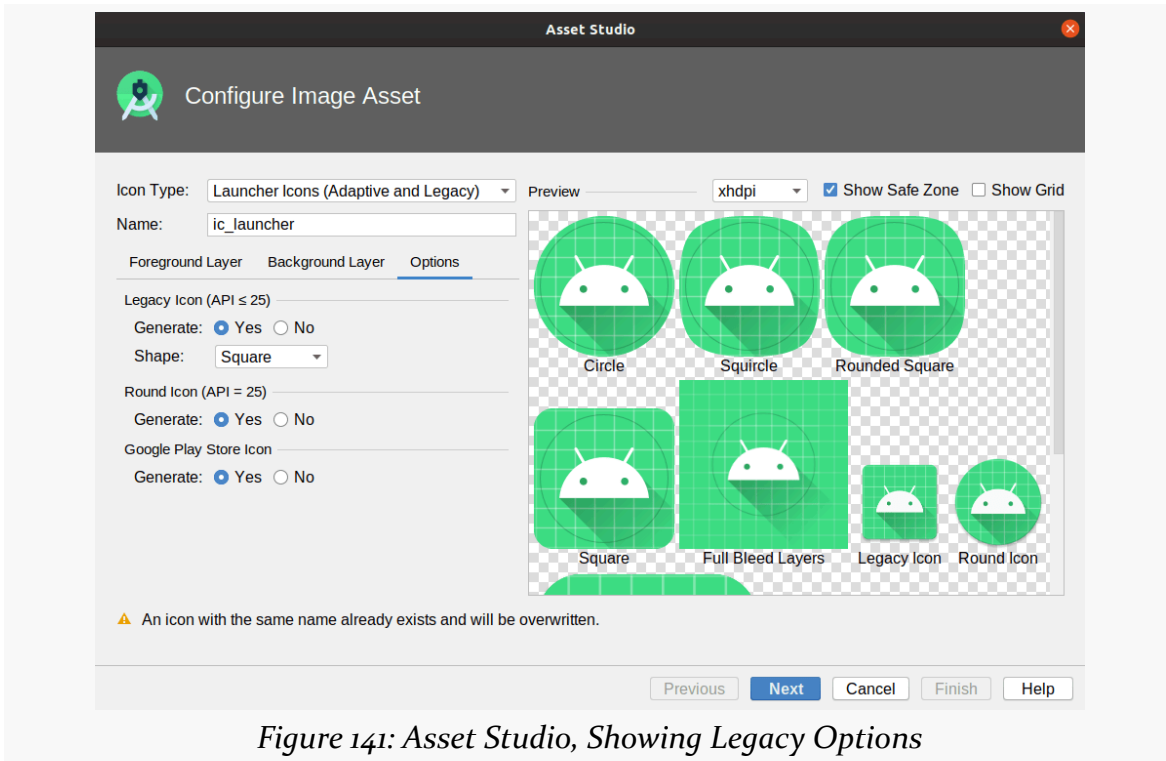 Asset Studio
Configure Image Asset
Icon Type: Launcher Icons (Adaptive and Legacy)
Name: ic_launcher
Foreground Layer Background Layer Options
Legacy Icon (API ≤ 25)
Generate: Yes No
Shape: Square
Round Icon (API = 25)
Generate: Yes No
Google Play Store Icon
Generate: Yes No
Preview xhdpi Show Safe Zone Show Grid
Circle Squircle Rounded Square
Square Full Bleed Layers Legacy Icon Round Icon
An icon with the same name already exists and will be overwritten.
Previous Next Cancel Finish Help
Figure 141: Asset Studio, Showing Legacy Options